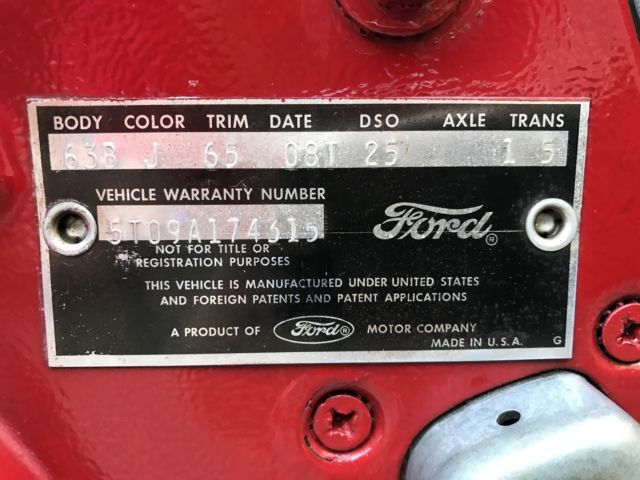 BODY COLOR TRIM DATE DSO AXLE TRANS
63B J 65 08T 25 1 5
VEHICLE WARRANTY NUMBER
5T09A174615
Ford®
NOT FOR TITLE OR
REGISTRATION PURPOSES
THIS VEHICLE IS MANUFACTURED UNDER UNITED STATES
AND FOREIGN PATENTS AND PATENT APPLICATIONS
A PRODUCT OF Ford® MOTOR COMPANY
MADE IN U.S.A. G